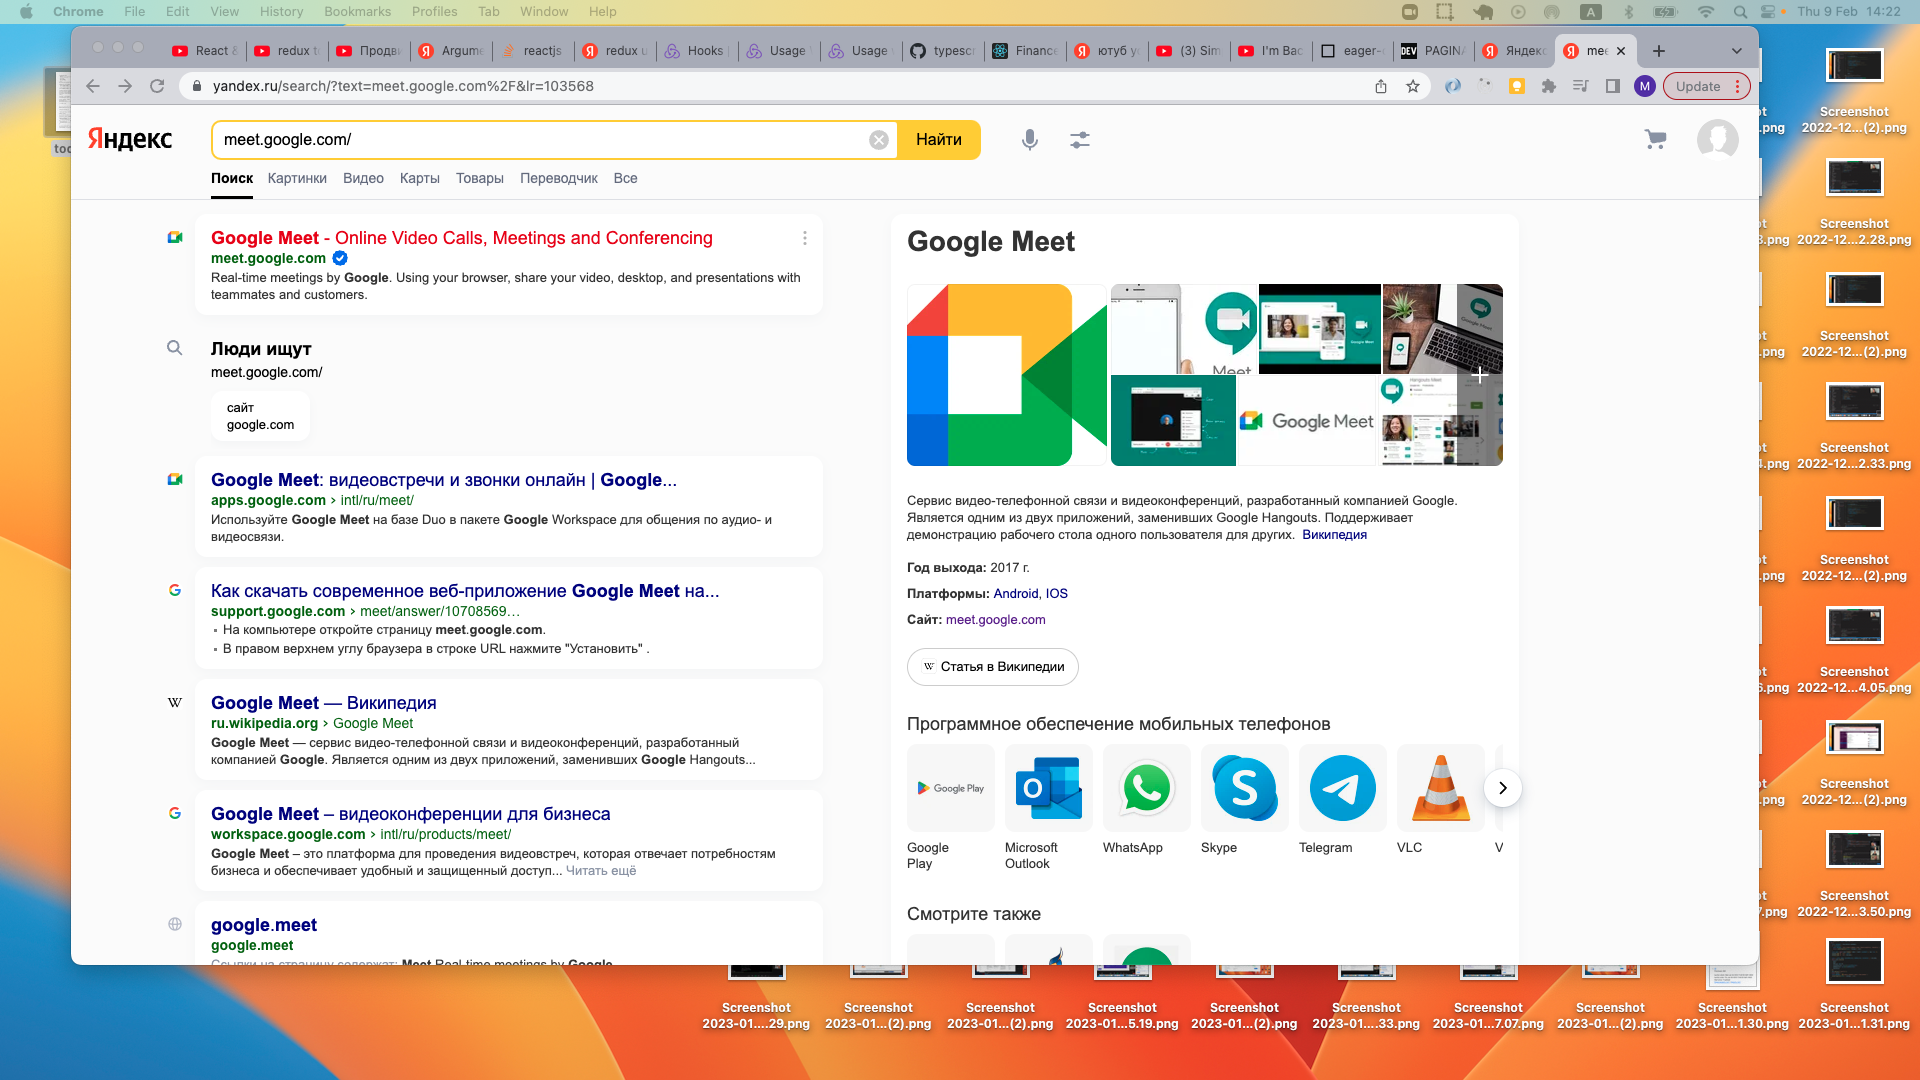 Chrome File Edit View History Bookmarks Profiles Tab Window Help
A Thu 9 Feb 14:22
React & redux to Продви Argume reactjs redux u Hooks Usage Usage typescr Finance ютуб ус (3) Sim I'm Bac eager- DEV PAGINA Яндекс mee
yandex.ru/search/?text=meet.google.com%2F&lr=103568
M Update
Яндекс
meet.google.com/
Найти
Поиск Картинки Видео Карты Товары Переводчик Все
Google Meet - Online Video Calls, Meetings and Conferencing
meet.google.com
Real-time meetings by Google. Using your browser, share your video, desktop, and presentations with
teammates and customers.
Люди ищут
meet.google.com/
сайт
google.com
Google Meet: видеовстречи и звонки онлайн | Google...
apps.google.com › intl/ru/meet/
Используйте Google Meet на базе Duo в пакете Google Workspace для общения по аудио- и
видеосвязи.
Как скачать современное веб-приложение Google Meet на...
support.google.com › meet/answer/10708569…
• На компьютере откройте страницу meet.google.com.
• В правом верхнем углу браузера в строке URL нажмите "Установить" .
W
Google Meet — Википедия
ru.wikipedia.org › Google Meet
Google Meet — сервис видео-телефонной связи и видеоконференций, разработанный
компанией Google. Является одним из двух приложений, заменивших Google Hangouts...
Google Meet – видеоконференции для бизнеса
workspace.google.com › intl/ru/products/meet/
Google Meet – это платформа для проведения видеовстреч, которая отвечает потребностям
бизнеса и обеспечивает удобный и защищенный доступ... Читать ещё
google.meet
google.meet
Ссылки на страницу содержат: Meet Real-time meetings by Google
Google Meet
Meet
Google Meet
Сервис видео-телефонной связи и видеоконференций, разработанный компанией Google.
Является одним из двух приложений, заменивших Google Hangouts. Поддерживает
демонстрацию рабочего стола одного пользователя для других. Википедия
Год выхода: 2017 г.
Платформы: Android, IOS
Сайт: meet.google.com
W Статья в Википедии
Программное обеспечение мобильных телефонов
Google Play
Google
Play
Microsoft
Outlook
WhatsApp
Skype
Telegram
VLC
V
Смотрите также
Screenshot
2022-12...(2).png
Screenshot
2022-12...2.28.png
Screenshot
2022-12...(2).png
Screenshot
2022-12...2.33.png
Screenshot
2022-12...(2).png
Screenshot
2022-12...4.05.png
Screenshot
2022-12...(2).png
Screenshot
2022-12...3.50.png
Screenshot
2023-01....29.png
Screenshot
2023-01...(2).png
Screenshot
2023-01...(2).png
Screenshot
2023-01...5.19.png
Screenshot
2023-01...(2).png
Screenshot
2023-01....33.png
Screenshot
2023-01...7.07.png
Screenshot
2023-01...(2).png
Screenshot
2023-01...1.30.png
Screenshot
2023-01...1.31.png